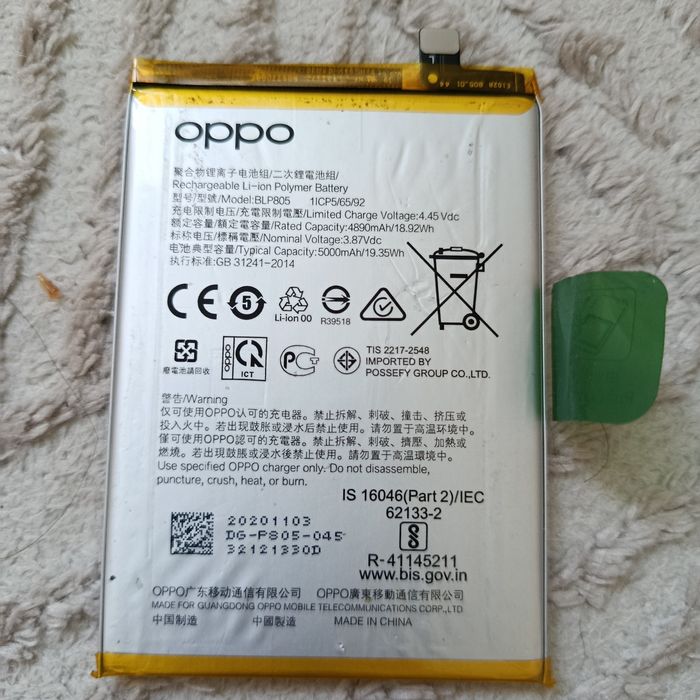 E102A 805_01 44
oppo
聚合物锂离子电池组/二次鋰電池組/
Rechargeable Li-ion Polymer Battery
型号/型號/Model:BLP805 1ICP5/65/92
充电限制电压/充電限制電壓/Limited Charge Voltage:4.45 Vdc
额定容量/額定電容量/Rated Capacity:4890mAh/18.92Wh
标称电压/標稱電壓/Nominal Voltage:3.87Vdc
电池典型容量/Typical Capacity:5000mAh/19.35Wh
执行标准:GB 31241-2014
CE
5
Li-ion 00
R39518
廢電池請回收
oppo
ICT
TIS 2217-2548
IMPORTED BY
POSSEFY GROUP CO.,LTD.
警告/Warning
仅可使用OPPO认可的充电器。禁止拆解、刺破、撞击、挤压或
投入火中。若出现鼓胀或浸水后禁止使用。请勿置于高温环境中。
僅可使用OPPO認可的充電器。禁止拆解、刺破、擠壓、加熱或
燃燒。若出現鼓脹或浸水後禁止使用。請勿置於高溫環境中。
Use specified OPPO charger only. Do not disassemble,
puncture, crush, heat, or burn.
IS 16046(Part 2)/IEC
62133-2
R-41145211
www.bis.gov.in
20201103
DG-P805-045
32121330D
OPPO广东移动通信有限公司 OPPO廣東移動通信有限公司
MADE FOR GUANGDONG OPPO MOBILE TELECOMMUNICATIONS CORP.,LTD
中国制造 中國製造 MADE IN CHINA